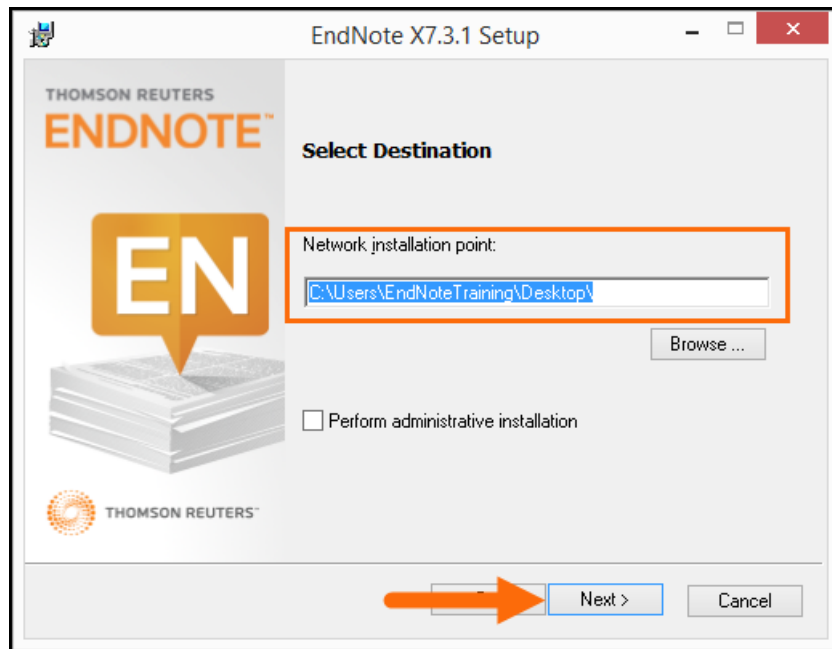 EndNote X7.3.1 Setup
THOMSON REUTERS
ENDNOTE™
Select Destination
EN
Network installation point:
C:\Users\EndNoteTraining\Desktop\
Browse ...
Perform administrative installation
THOMSON REUTERS™
Next >
Cancel